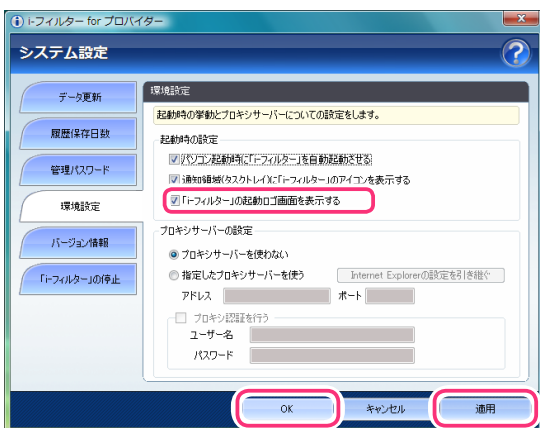 i-フィルター for プロバイダー
システム設定
データ更新
履歴保存日数
管理パスワード
環境設定
バージョン情報
「i-フィルター」の停止
環境設定
起動時の挙動とプロキシサーバーについての設定をします。
起動時の設定
パソコン起動時に「i-フィルター」を自動起動させる
通知領域(タスクトレイ)に「i-フィルター」のアイコンを表示する
「i-フィルター」の起動ロゴ画面を表示する
プロキシサーバーの設定
プロキシサーバーを使わない
指定したプロキシサーバーを使う Internet Explorerの設定を引き継ぐ
アドレス ポート
プロキシ認証を行う
ユーザー名
パスワード
OK キャンセル 適用